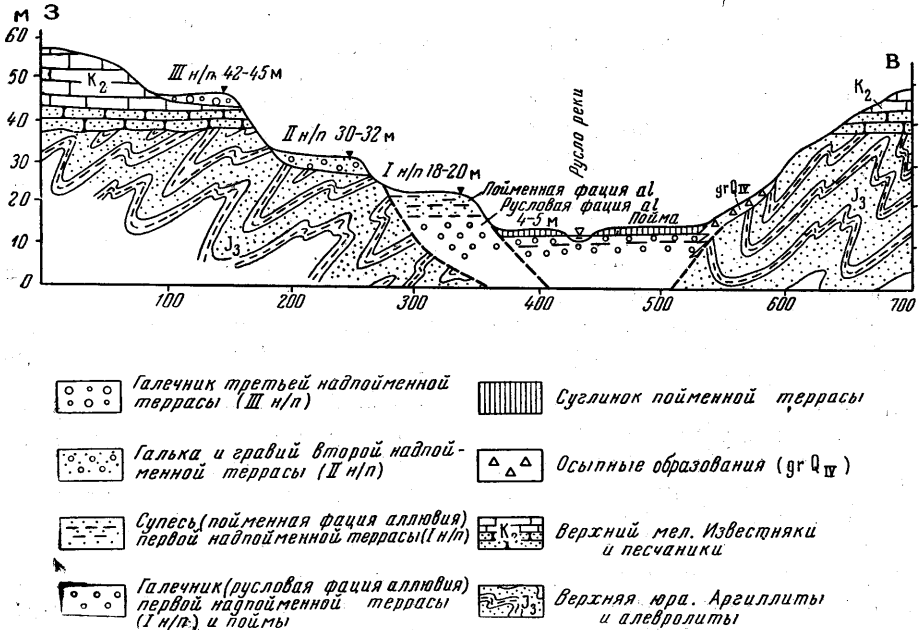 м З
60
50
40
30
20
10
0
III н/п 42-45 м
II н/п 30-32 м
I н/п 18-20м
Пойменная фация al
Русловая фация al
4-5 м Пойма
Русло реки
В
K₂
K₂
J₃
J₃
grQIV
100 200 300 400 500 600 700
Галечник третьей надпойменной
террасы (III н/п)
Галька и гравий второй надпой-
менной террасы (II н/п)
Супесь (пойменная фация аллювия)
первой надпойменной террасы (I н/п)
Галечник (русловая фация аллювия)
первой надпойменной террасы
(I н/п) и поймы
Суглинок пойменной террасы
Осыпные образования (gr QIV)
K₂
Верхний мел. Известняки
и песчаники
J₃
Верхняя юра. Аргиллиты
и алевролиты